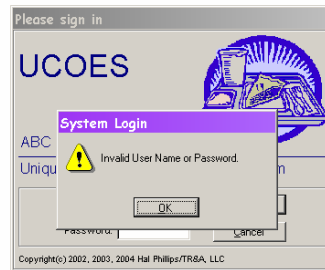 Please sign in
UCOES
System Login
ABC
Invalid User Name or Password.
Uniqu
OK
Password:
Cancel
Copyright(c) 2002, 2003, 2004 Hal Phillips/TR&A, LLC